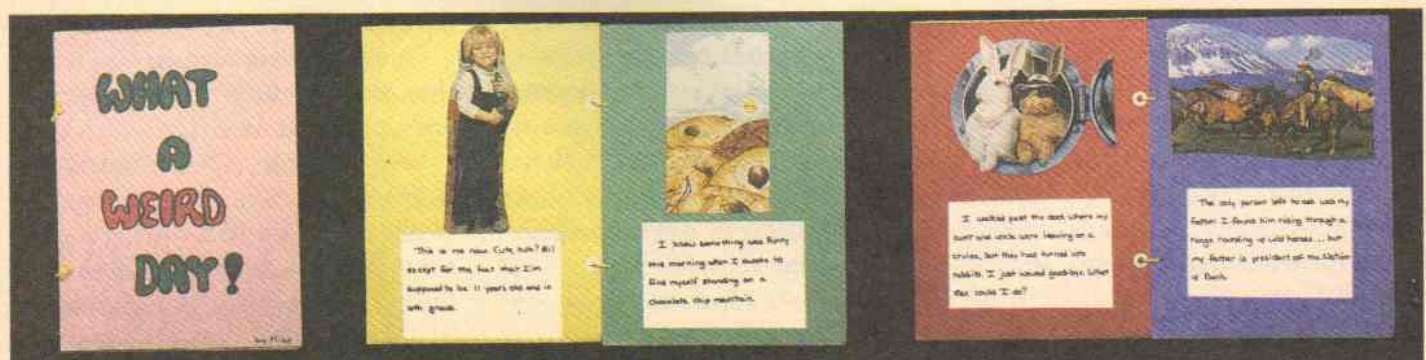 WHAT
A
WEIRD
DAY!
by Mike
This is me now. Cute, huh? All
except for the fact that I'm
supposed to be 11 years old and in
6th grade.
I knew something was funny
this morning when I awoke to
find myself standing on a
chocolate chip mountain.
I walked past the dock where my
aunt and uncle were leaving on a
cruise, but they had turned into
rabbits. I just waved good-bye. What
else could I do?
The only person left to ask was my
father. I found him riding through a
range rounding up wild horses ... but
my father is president of the
Bank.